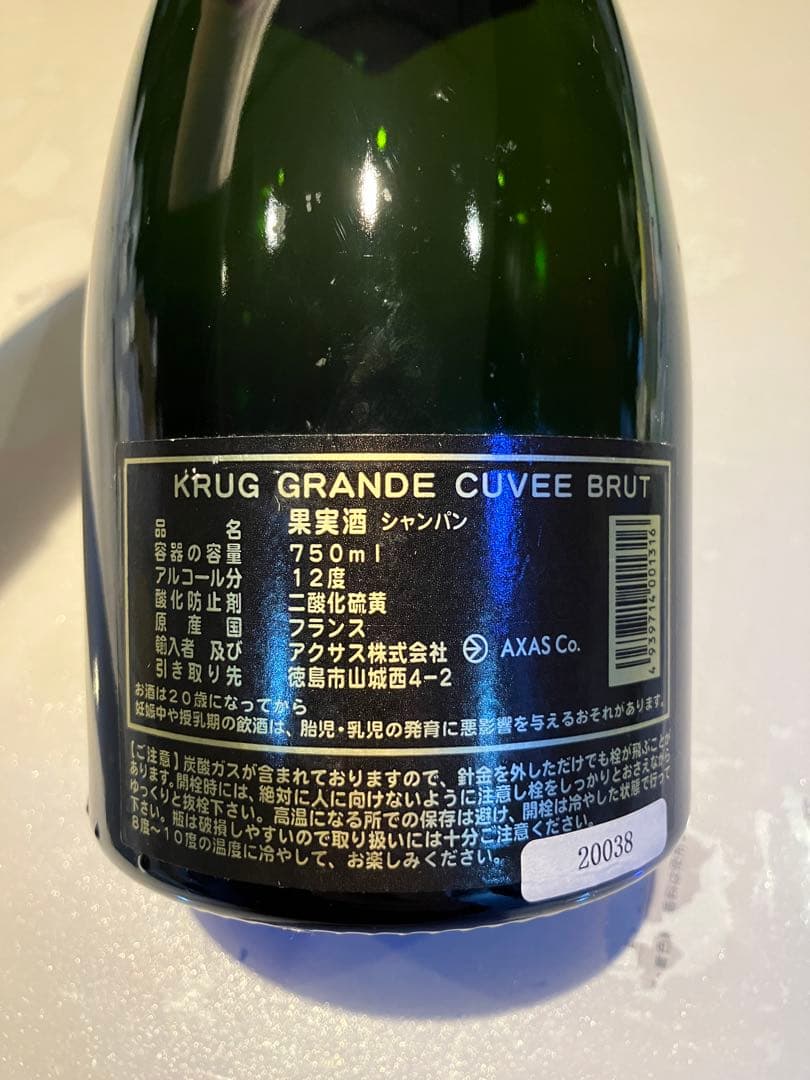 KRUG GRANDE CUVEE BRUT
品名 果実酒 シャンパン
容器の容量 750ml
アルコール分 12度
酸化防止剤 二酸化硫黄
原産国 フランス
輸入者 及び アクサス株式会社 AXAS Co.
引き取り先 徳島市山城西4-2
4939714001316
お酒は20歳になってから
妊娠中や授乳期の飲酒は、胎児・乳児の発育に悪影響を与えるおそれがあります。
【ご注意】炭酸ガスが含まれておりますので、針金を外しただけでも栓が飛ぶことが
あります。開栓時には、絶対に人に向けないように注意し栓をしっかりとおさえながら
ゆっくりと抜栓下さい。高温になる所での保存は避け、開栓は冷やした状態で行って
下さい。瓶は破損しやすいので取り扱いには十分ご注意ください。
8度〜10度の温度に冷やして、お楽しみください。
20038